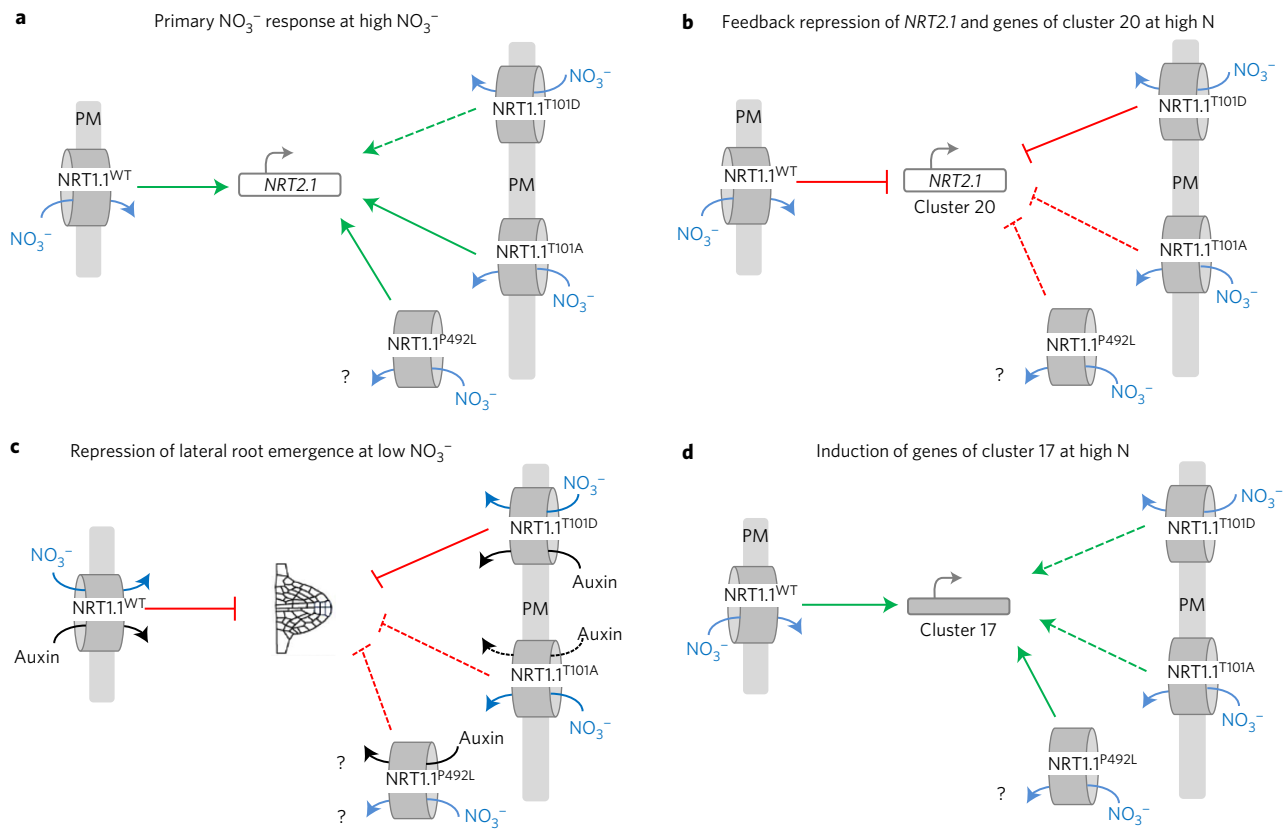 a Primary NO₃⁻ response at high NO₃⁻
NO₃⁻
NRT1.1ᵀ¹⁰¹ᴰ
PM
NRT1.1ᵂᵀ
NRT2.1
PM
NO₃⁻
NRT1.1ᵀ¹⁰¹ᴬ
NO₃⁻
NRT1.1ᴾ⁴⁹²ᴸ
?
NO₃⁻
b Feedback repression of NRT2.1 and genes of cluster 20 at high N
NO₃⁻
NRT1.1ᵀ¹⁰¹ᴰ
PM
NRT1.1ᵂᵀ
NRT2.1
Cluster 20
PM
NO₃⁻
NRT1.1ᵀ¹⁰¹ᴬ
NO₃⁻
NRT1.1ᴾ⁴⁹²ᴸ
?
NO₃⁻
c Repression of lateral root emergence at low NO₃⁻
NO₃⁻
NRT1.1ᵀ¹⁰¹ᴰ
Auxin
NO₃⁻
NRT1.1ᵂᵀ
Auxin
PM
Auxin
NRT1.1ᵀ¹⁰¹ᴬ
NO₃⁻
Auxin
?
NRT1.1ᴾ⁴⁹²ᴸ
?
NO₃⁻
d Induction of genes of cluster 17 at high N
NO₃⁻
NRT1.1ᵀ¹⁰¹ᴰ
PM
NRT1.1ᵂᵀ
Cluster 17
PM
NO₃⁻
NRT1.1ᵀ¹⁰¹ᴬ
NO₃⁻
NRT1.1ᴾ⁴⁹²ᴸ
?
NO₃⁻